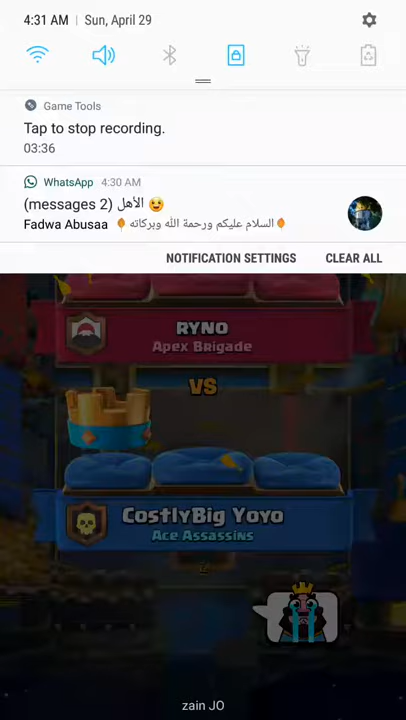 4:31 AM | Sun, April 29
Game Tools
Tap to stop recording.
03:36
WhatsApp 4:30 AM
(messages 2) الأهل 😉
Fadwa Abusaa السلام عليكم ورحمة الله وبركاته
NOTIFICATION SETTINGS CLEAR ALL
RYNO
Apex Brigade
VS
CostlyBig Yoyo
Ace Assassins
zain JO